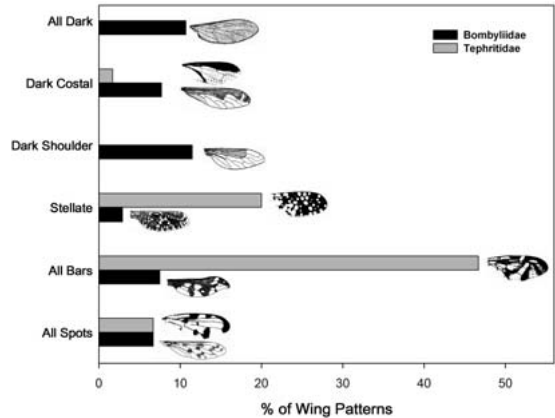 All Dark
Bombyliidae
Tephritidae
Dark Costal
Dark Shoulder
Stellate
All Bars
All Spots
0 10 20 30 40 50
% of Wing Patterns